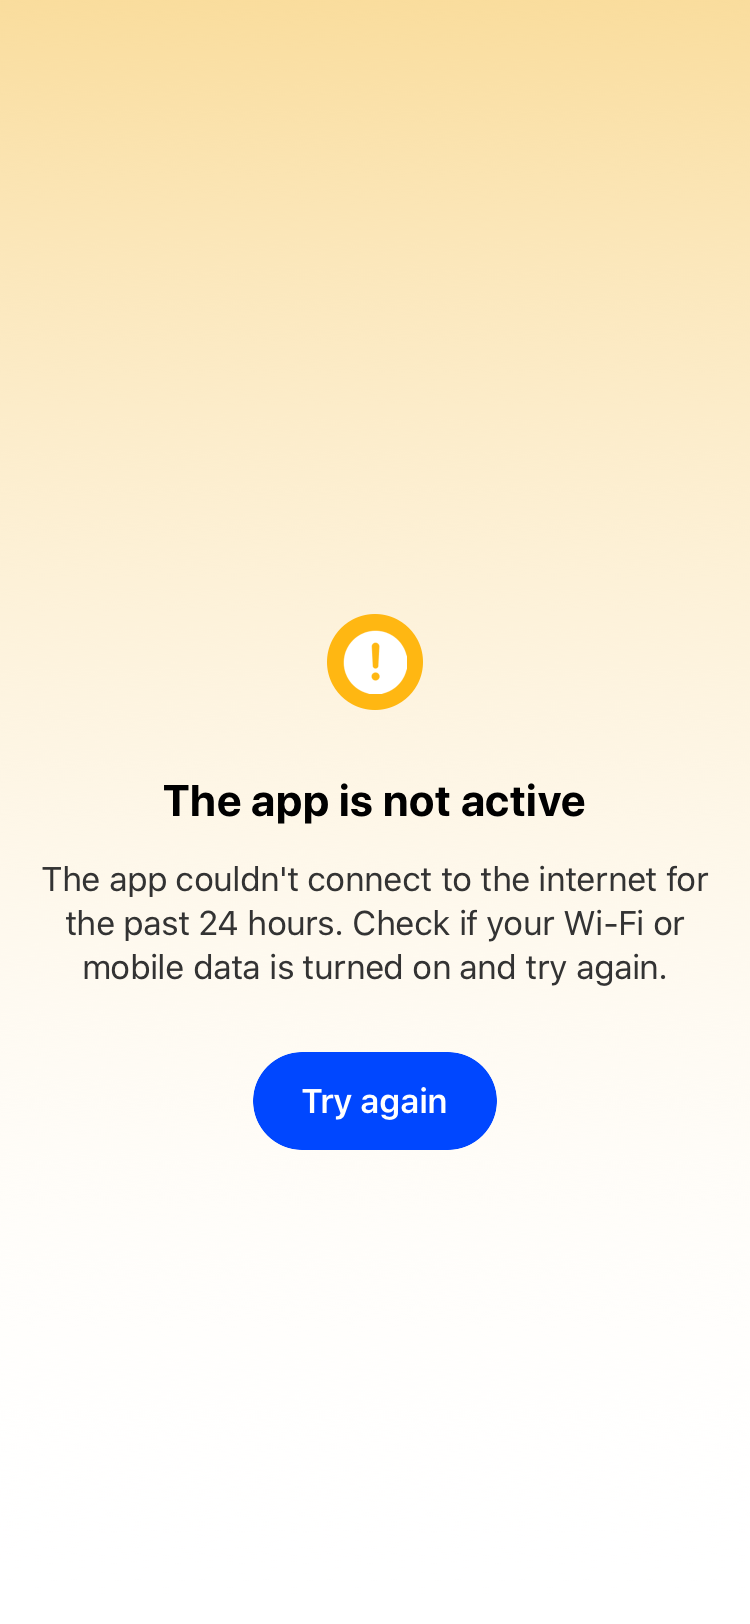 The app is not active
The app couldn't connect to the internet for
the past 24 hours. Check if your Wi-Fi or
mobile data is turned on and try again.
Try again